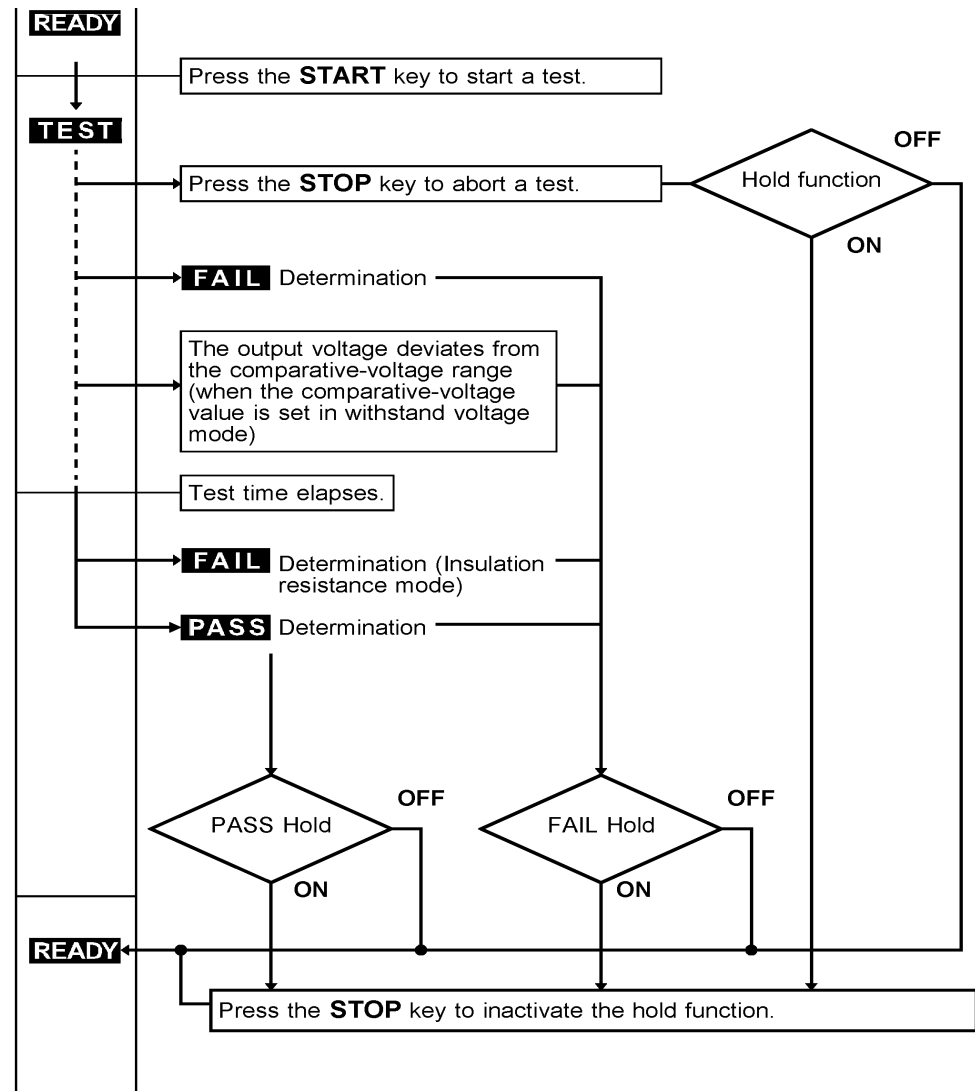 READY
Press the START key to start a test.
TEST
OFF
Press the STOP key to abort a test.
Hold function
ON
FAIL Determination
The output voltage deviates from
the comparative-voltage range
(when the comparative-voltage
value is set in withstand voltage
mode)
Test time elapses.
FAIL Determination (Insulation
resistance mode)
PASS Determination
OFF
OFF
PASS Hold
FAIL Hold
ON
ON
READY
Press the STOP key to inactivate the hold function.